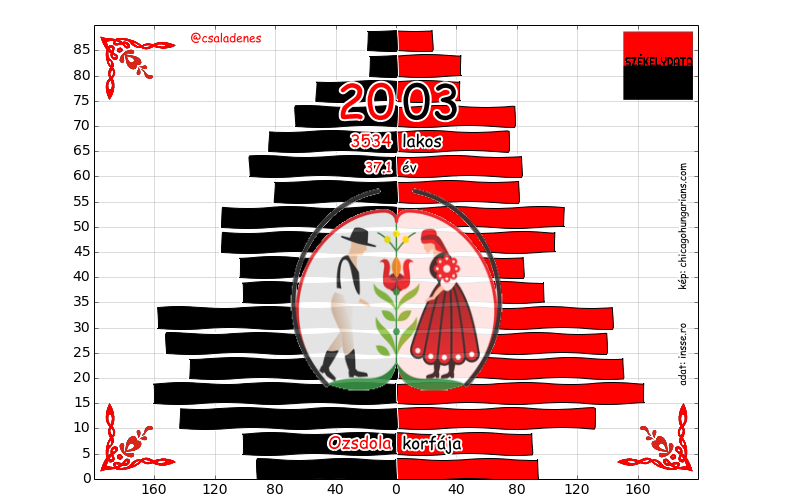 @csaladenes
SZÉKELYDATA
2003
3534 lakos
37.1 év
kép: chicagohungarians.com
adat: insse.ro
Ozsdola korfája
85
80
75
70
65
60
55
50
45
40
35
30
25
20
15
10
5
0
160 120 80 40 0 40 80 120 160